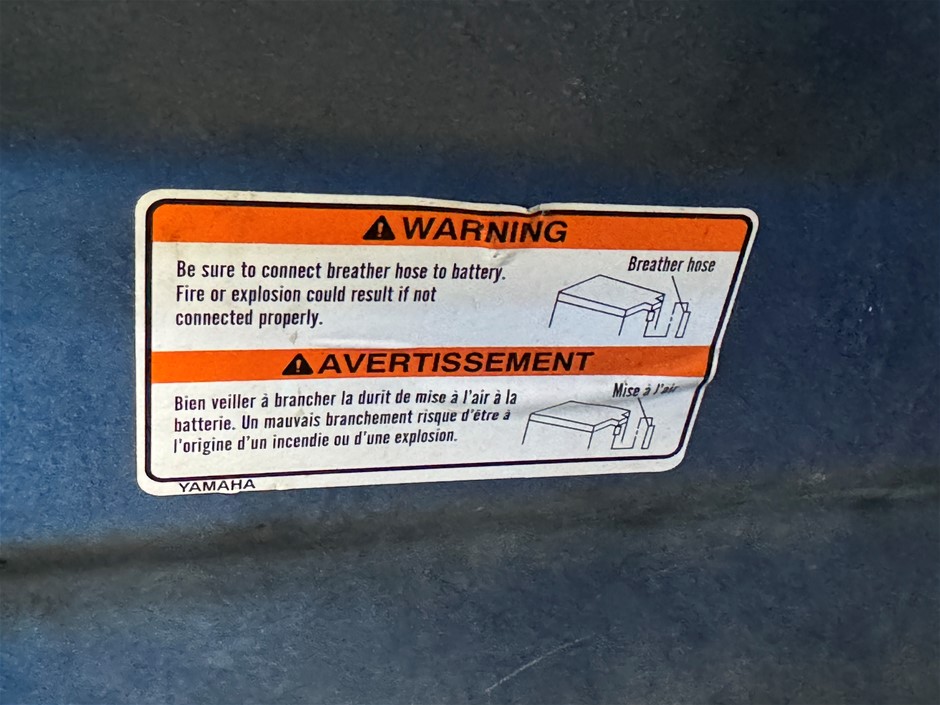 WARNING
Be sure to connect breather hose to battery.
Fire or explosion could result if not
connected properly.
Breather hose
AVERTISSEMENT
Bien veiller à brancher la durit de mise à l'air à la
batterie. Un mauvais branchement risque d'être à
l'origine d'un incendie ou d'une explosion.
Mise à l'air
YAMAHA